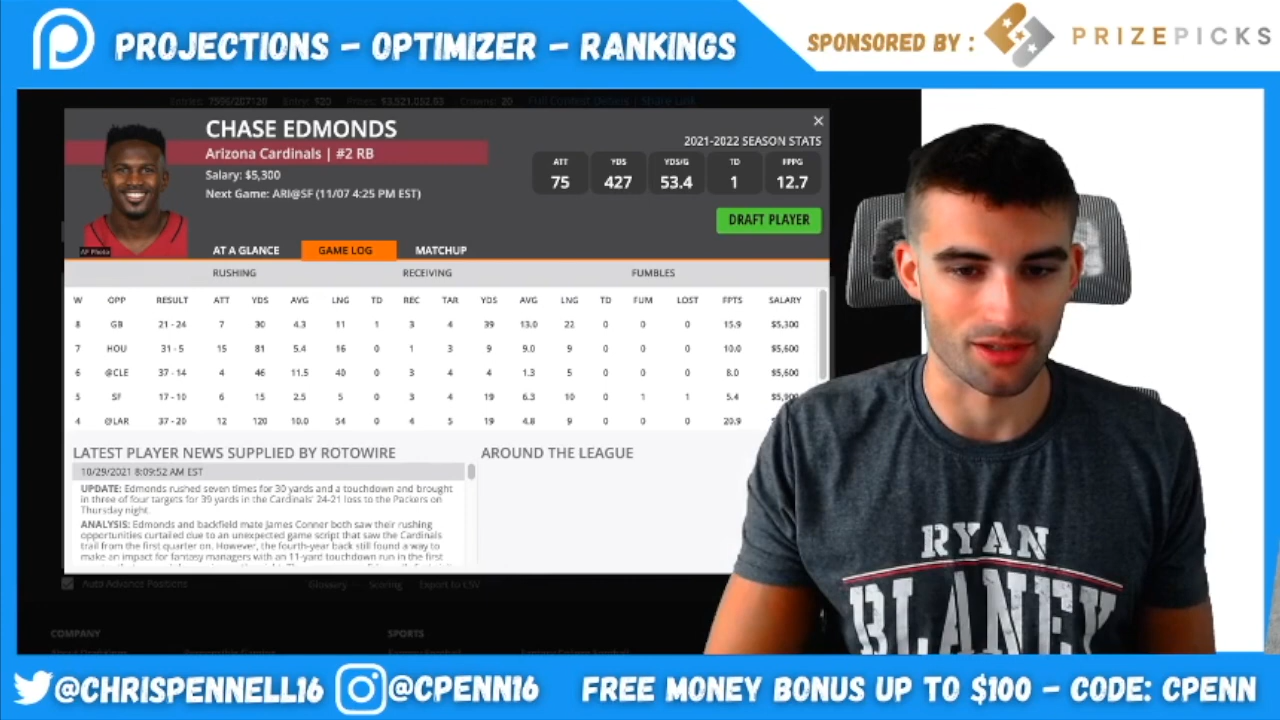 PROJECTIONS - OPTIMIZER - RANKINGS
SPONSORED BY : PRIZEPICKS
CHASE EDMONDS
Arizona Cardinals | #2 RB
Salary: $5,300
Next Game: ARI@SF (11/07 4:25 PM EST)
×
2021-2022 SEASON STATS
ATT YDS YDS/G TD FPPG
75 427 53.4 1 12.7
DRAFT PLAYER
AP Photo
AT A GLANCE GAME LOG MATCHUP
RUSHING RECEIVING FUMBLES
W OPP RESULT ATT YDS AVG LNG TD REC TAR YDS AVG LNG TD FUM LOST FPTS SALARY
8 GB 21 - 24 7 30 4.3 11 1 3 4 39 13.0 22 0 0 0 15.9 $5,300
7 HOU 31 - 5 15 81 5.4 16 0 1 3 9 9.0 9 0 0 0 10.0 $5,600
6 @CLE 37 - 14 4 46 11.5 40 0 3 4 4 1.3 5 0 0 0 8.0 $5,600
5 SF 17 - 10 6 15 2.5 5 0 3 4 19 6.3 10 0 1 1 5.4 $5,900
4 @LAR 37 - 20 12 120 10.0 54 0 4 5 19 4.8 9 0 0 0 20.9
LATEST PLAYER NEWS SUPPLIED BY ROTOWIRE
AROUND THE LEAGUE
10/29/2021 8:09:52 AM EST
UPDATE: Edmonds rushed seven times for 30 yards and a touchdown and brought
in three of four targets for 39 yards in the Cardinals' 24-21 loss to the Packers on
Thursday night.
ANALYSIS: Edmonds and backfield mate James Conner both saw their rushing
opportunities curtailed due to an unexpected game script that saw the Cardinals
trail from the first quarter on. However, the fourth-year back still found a way to
make an impact for fantasy managers with an 11-yard touchdown run in the first
Auto Advance Positions
Glossary Scoring Export to CSV
COMPANY SPORTS
RYAN
BLANEY
@CHRISPENNELL16 @CPENN16 FREE MONEY BONUS UP TO $100 - CODE: CPENN